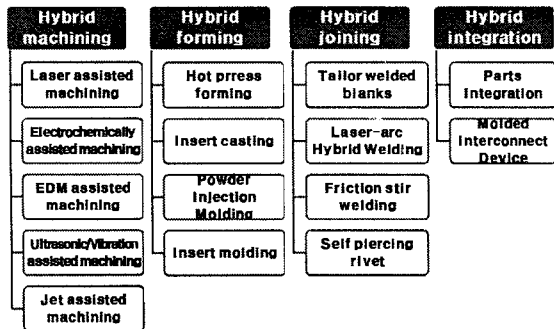 Hybrid
machining
Laser assisted
machining
Electrochemically
assisted machining
EDM assisted
machining
Ultrasonic/Vibration
assisted machining
Jet assisted
machining
Hybrid
forming
Hot prress
forming
Insert casting
Powder
Injection
Molding
Insert molding
Hybrid
joining
Tailor welded
blanks
Laser-arc
Hybrid Welding
Friction stir
welding
Self piercing
rivet
Hybrid
integration
Parts
Integration
Molded
Interconnect
Device